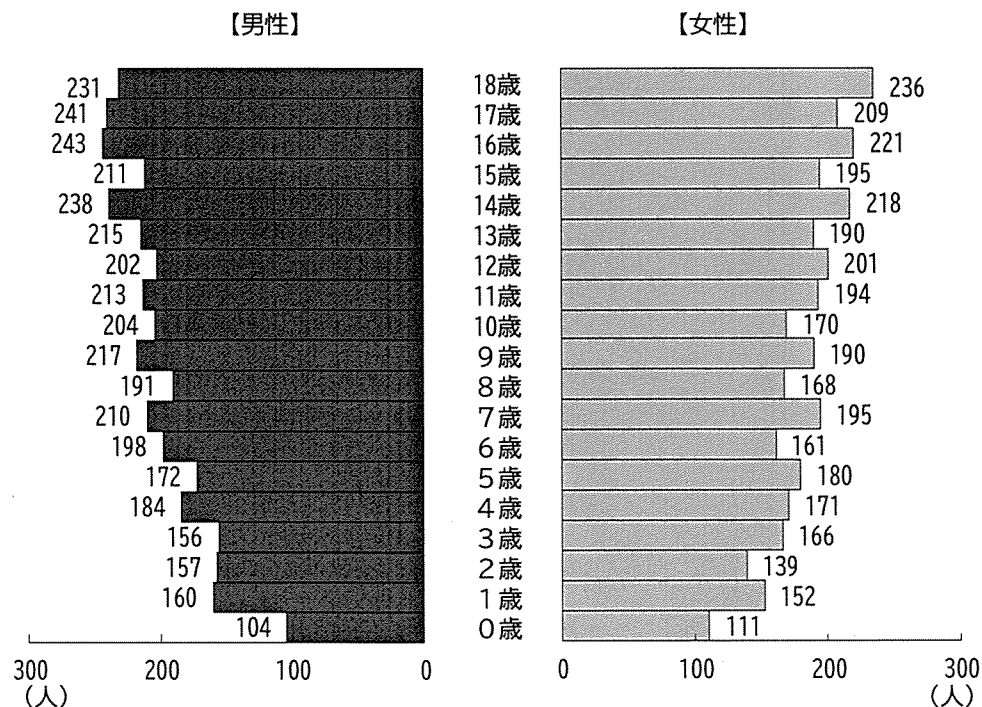 【男性】 【女性】
231 18歳 236
241 17歳 209
243 16歳 221
211 15歳 195
238 14歳 218
215 13歳 190
202 12歳 201
213 11歳 194
204 10歳 170
217 9歳 190
191 8歳 168
210 7歳 195
198 6歳 161
172 5歳 180
184 4歳 171
156 3歳 166
157 2歳 139
160 1歳 152
104 0歳 111
300 200 100 0 0 100 200 300
(人) (人)